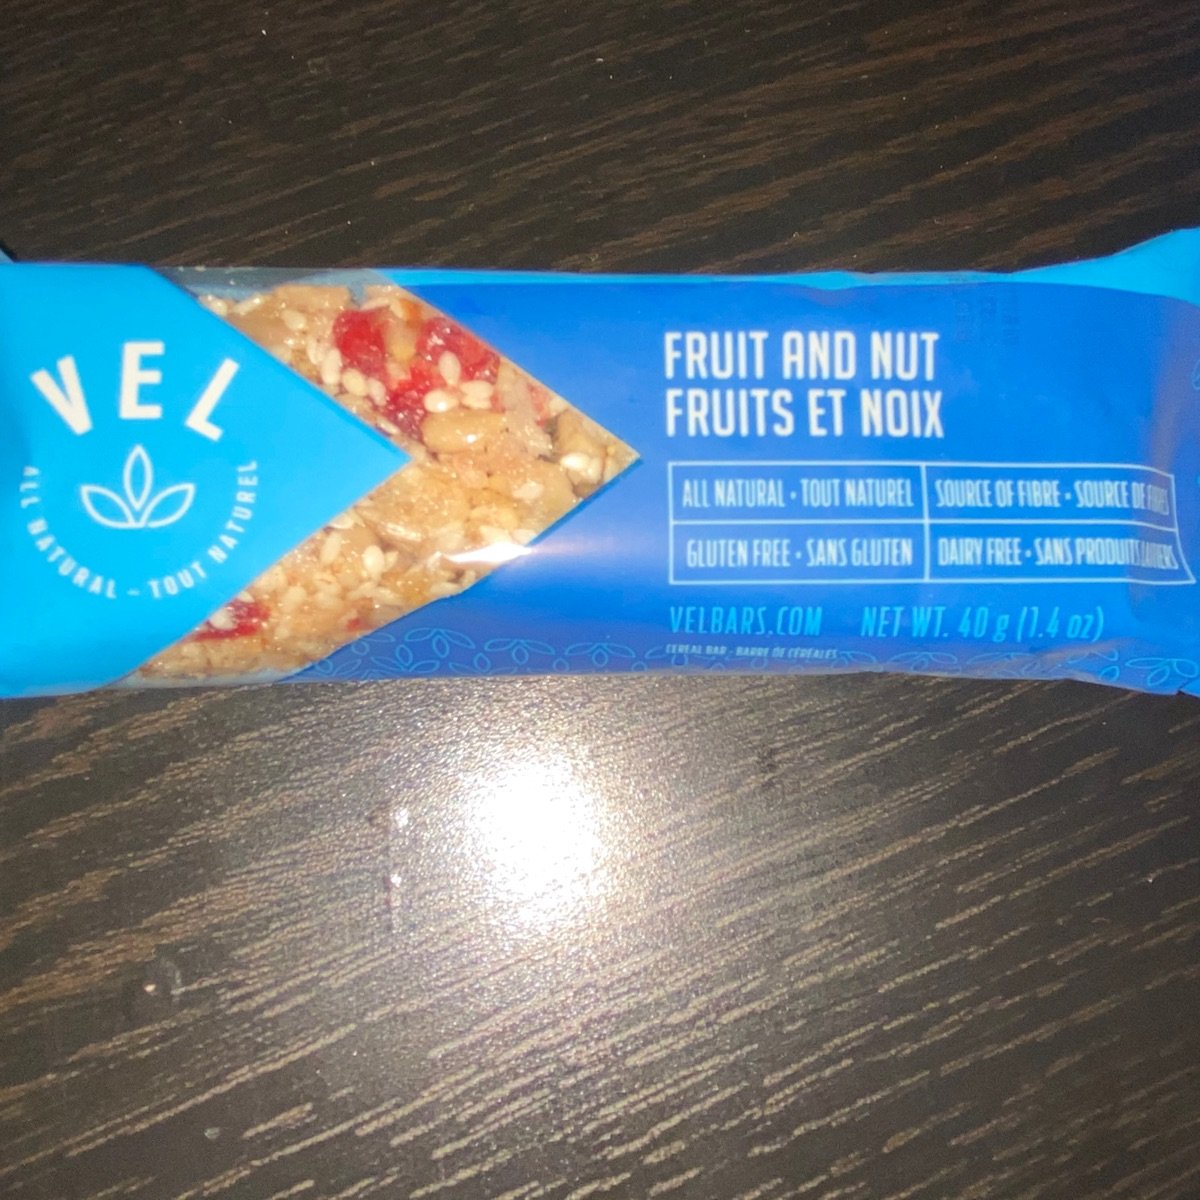 VEL
ALL NATURAL - TOUT NATUREL
FRUIT AND NUT
FRUITS ET NOIX
ALL NATURAL • TOUT NATUREL
SOURCE OF FIBRE • SOURCE DE FIBRES
GLUTEN FREE • SANS GLUTEN
DAIRY FREE • SANS PRODUITS LAITIERS
VELBARS.COM NET WT. 40 g (1.4 oz)
CEREAL BAR - BARRE DE CÉRÉALES